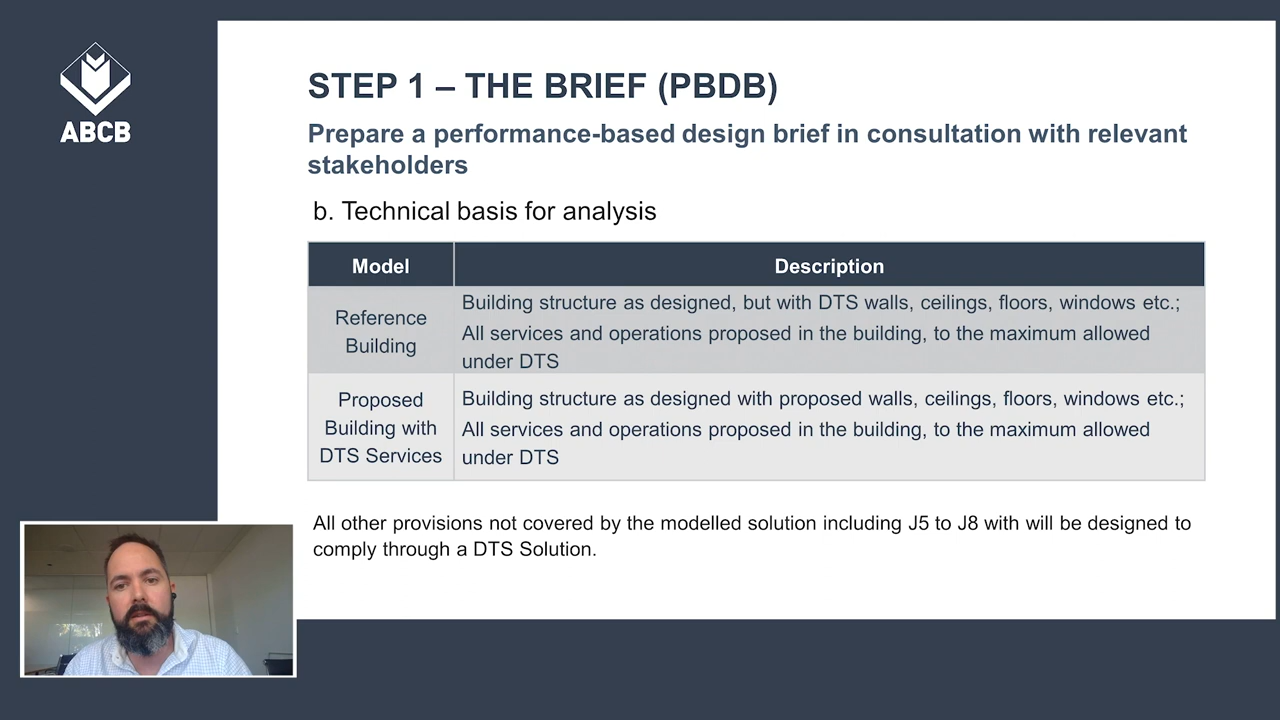 ABCB
STEP 1 – THE BRIEF (PBDB)
Prepare a performance-based design brief in consultation with relevant
stakeholders
b. Technical basis for analysis
Model
Description
Reference
Building
Building structure as designed, but with DTS walls, ceilings, floors, windows etc.;
All services and operations proposed in the building, to the maximum allowed
under DTS
Proposed
Building with
DTS Services
Building structure as designed with proposed walls, ceilings, floors, windows etc.;
All services and operations proposed in the building, to the maximum allowed
under DTS
All other provisions not covered by the modelled solution including J5 to J8 with will be designed to
comply through a DTS Solution.